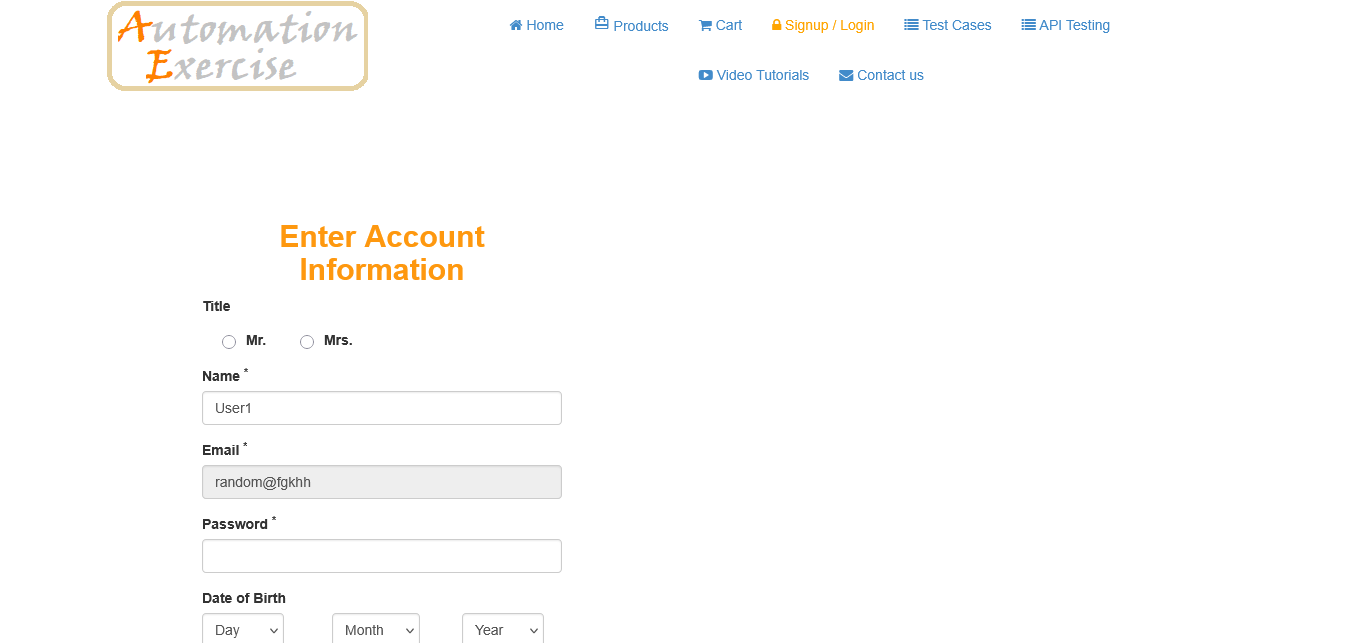 Automation
Exercise
Home
Products
Cart
Signup / Login
Test Cases
API Testing
Video Tutorials
Contact us
Enter Account
Information
Title
Mr.
Mrs.
Name *
User1
Email *
random@fgkhh
Password *
Date of Birth
Day
Month
Year